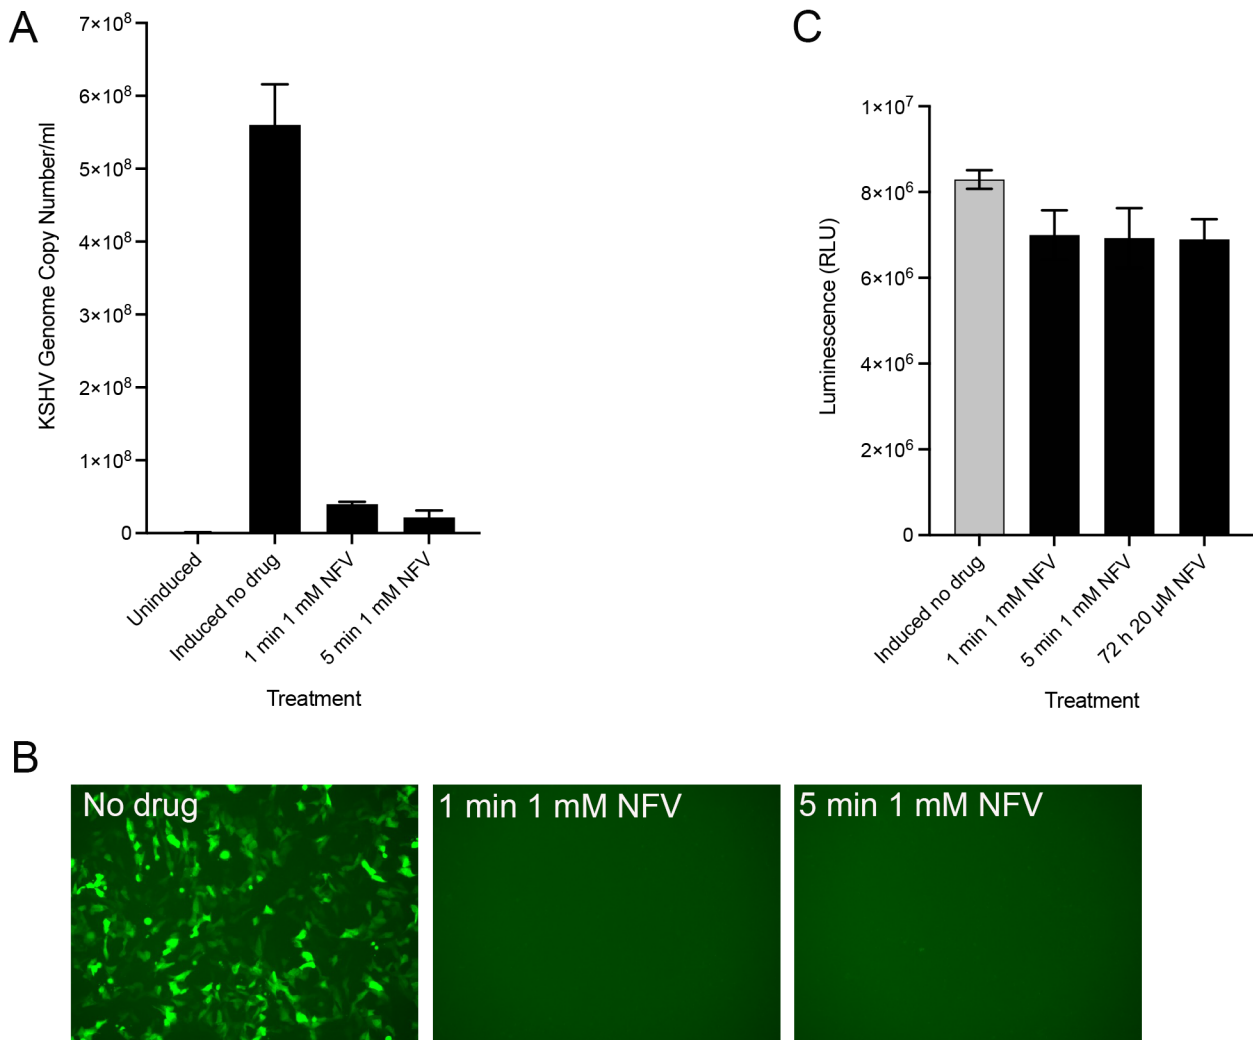 A
7×10⁸
6×10⁸
5×10⁸
4×10⁸
3×10⁸
2×10⁸
1×10⁸
0
KSHV Genome Copy Number/ml
Uninduced
Induced no drug
1 min 1 mM NFV
5 min 1 mM NFV
Treatment
C
1×10⁷
8×10⁶
6×10⁶
4×10⁶
2×10⁶
0
Luminescence (RLU)
Induced no drug
1 min 1 mM NFV
5 min 1 mM NFV
72 h 20 µM NFV
Treatment
B
No drug
1 min 1 mM NFV
5 min 1 mM NFV